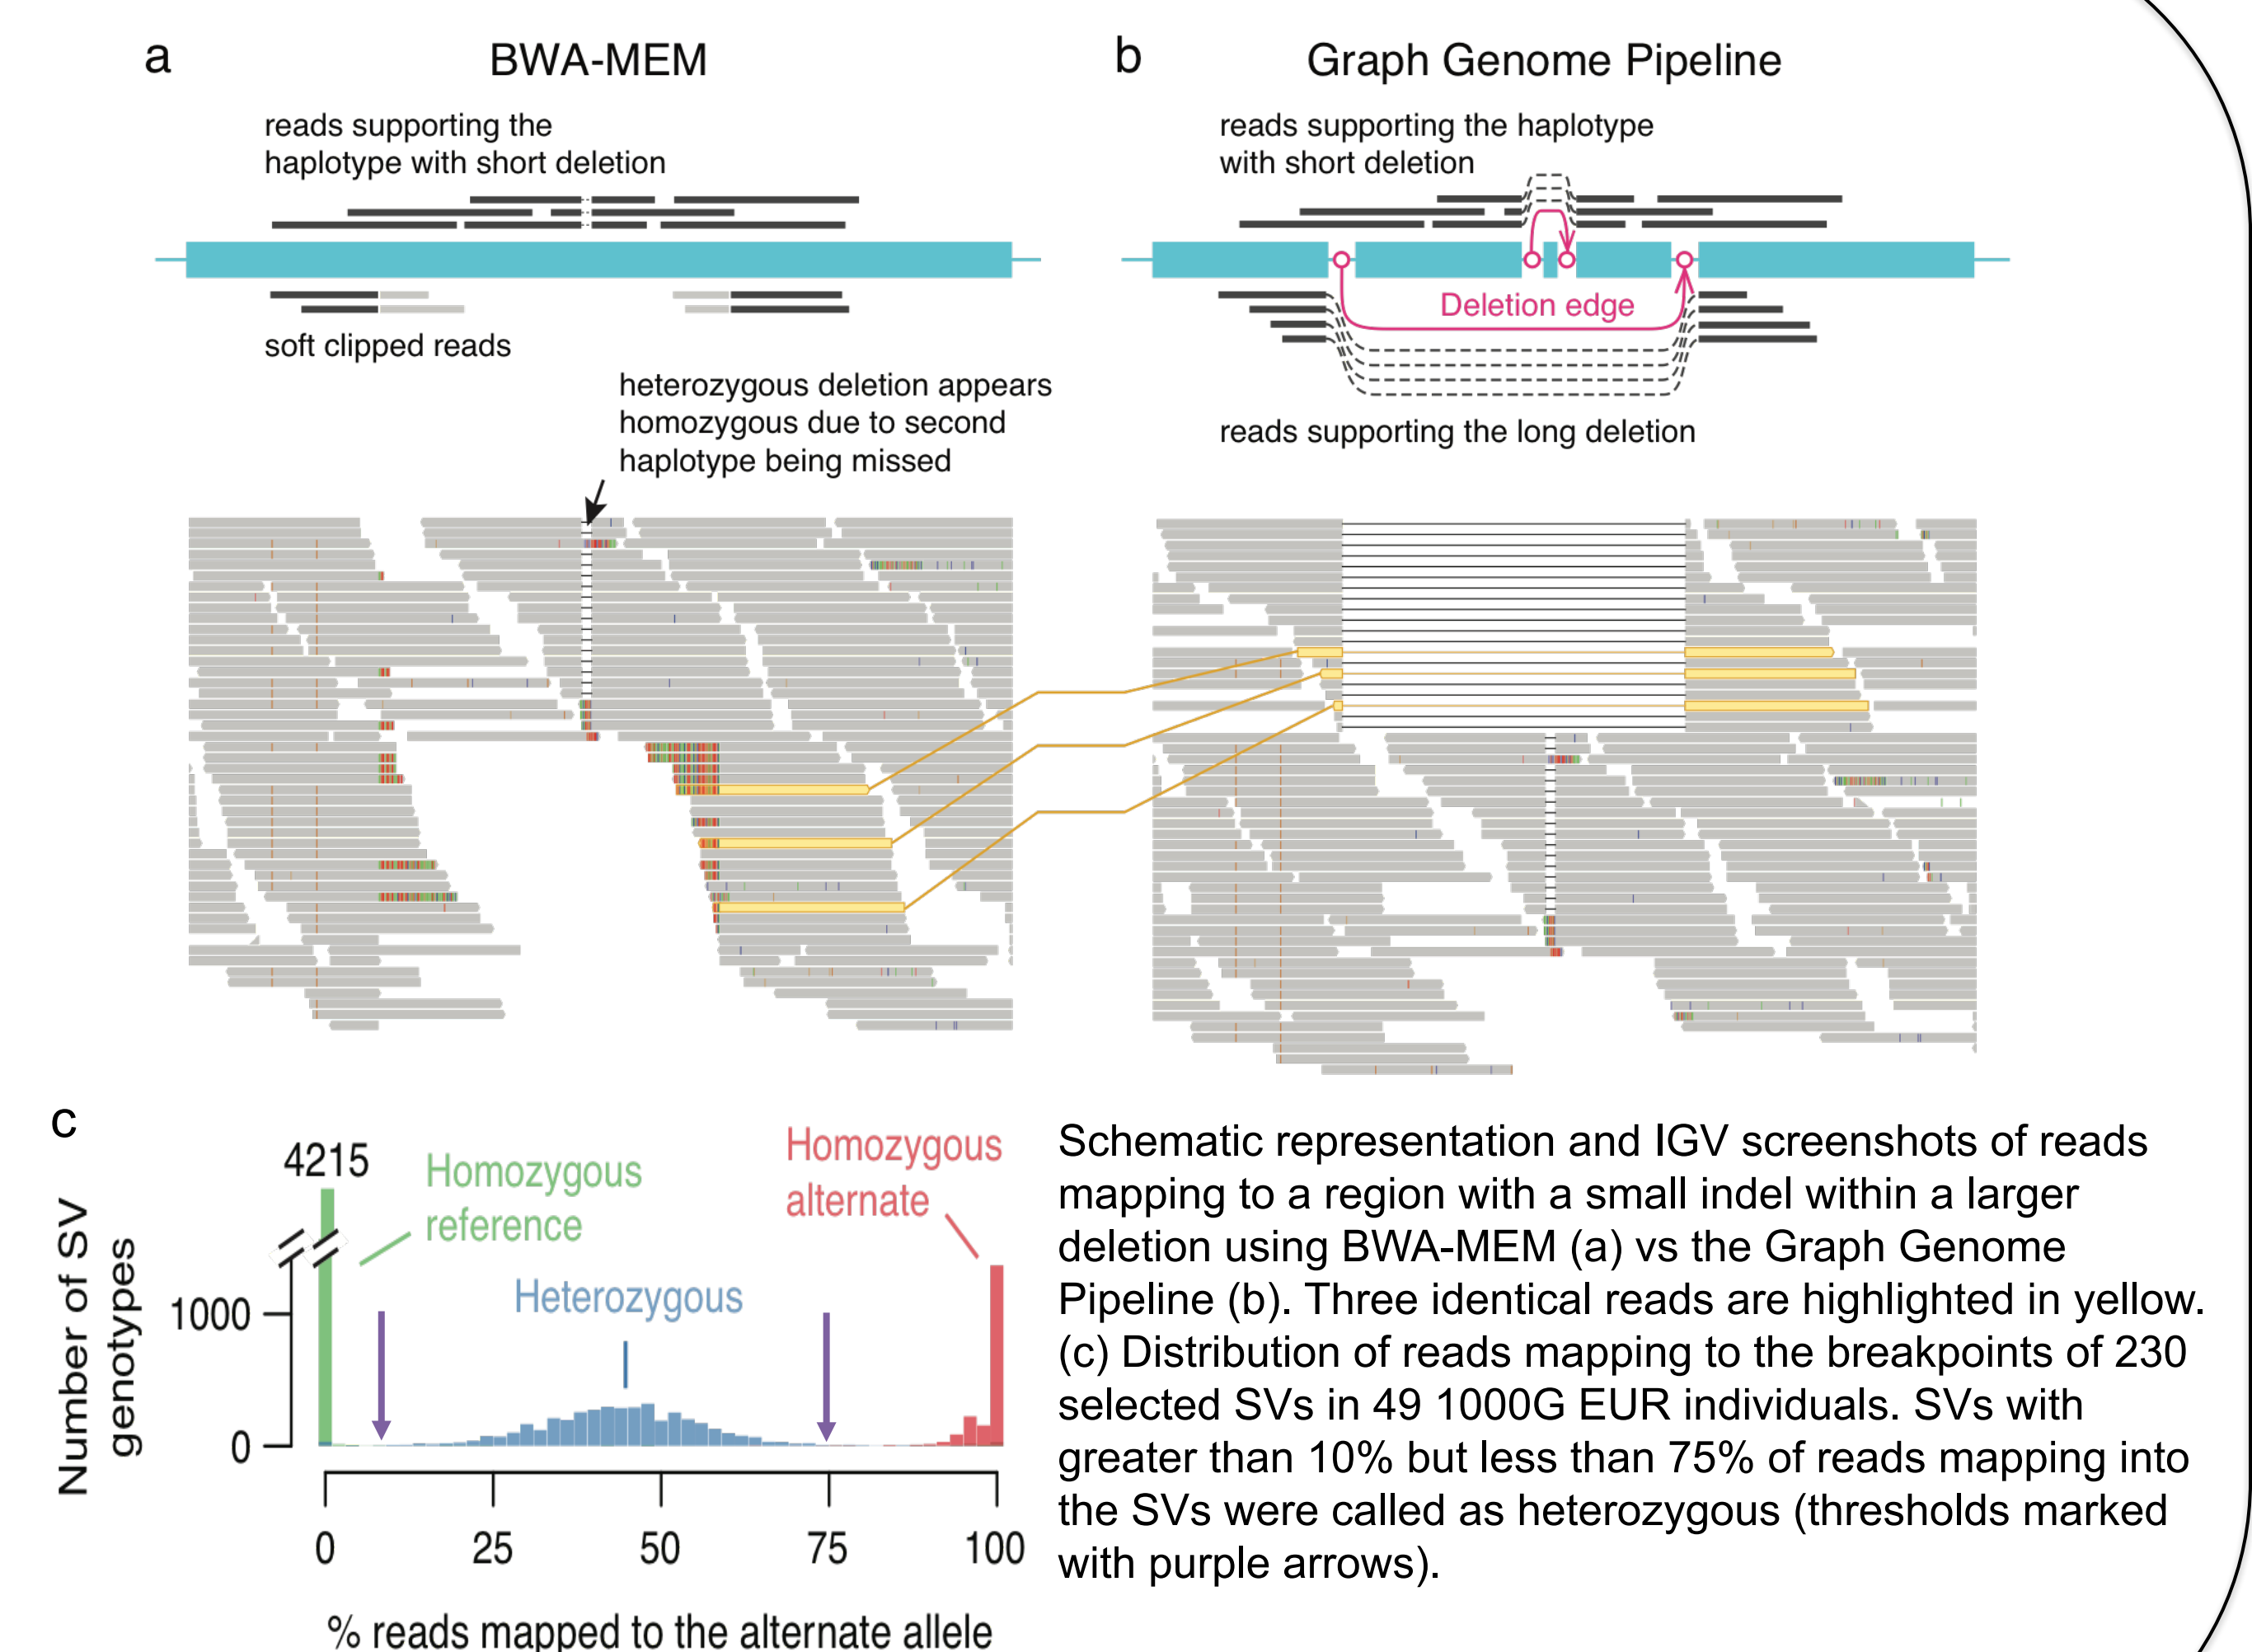 a
BWA-MEM
reads supporting the
haplotype with short deletion
soft clipped reads
heterozygous deletion appears
homozygous due to second
haplotype being missed
b
Graph Genome Pipeline
reads supporting the haplotype
with short deletion
Deletion edge
reads supporting the long deletion
c
Number of SV
genotypes
4215
1000
0
Homozygous
reference
Heterozygous
Homozygous
alternate
0 25 50 75 100
% reads mapped to the alternate allele
Schematic representation and IGV screenshots of reads
mapping to a region with a small indel within a larger
deletion using BWA-MEM (a) vs the Graph Genome
Pipeline (b). Three identical reads are highlighted in yellow.
(c) Distribution of reads mapping to the breakpoints of 230
selected SVs in 49 1000G EUR individuals. SVs with
greater than 10% but less than 75% of reads mapping into
the SVs were called as heterozygous (thresholds marked
with purple arrows).